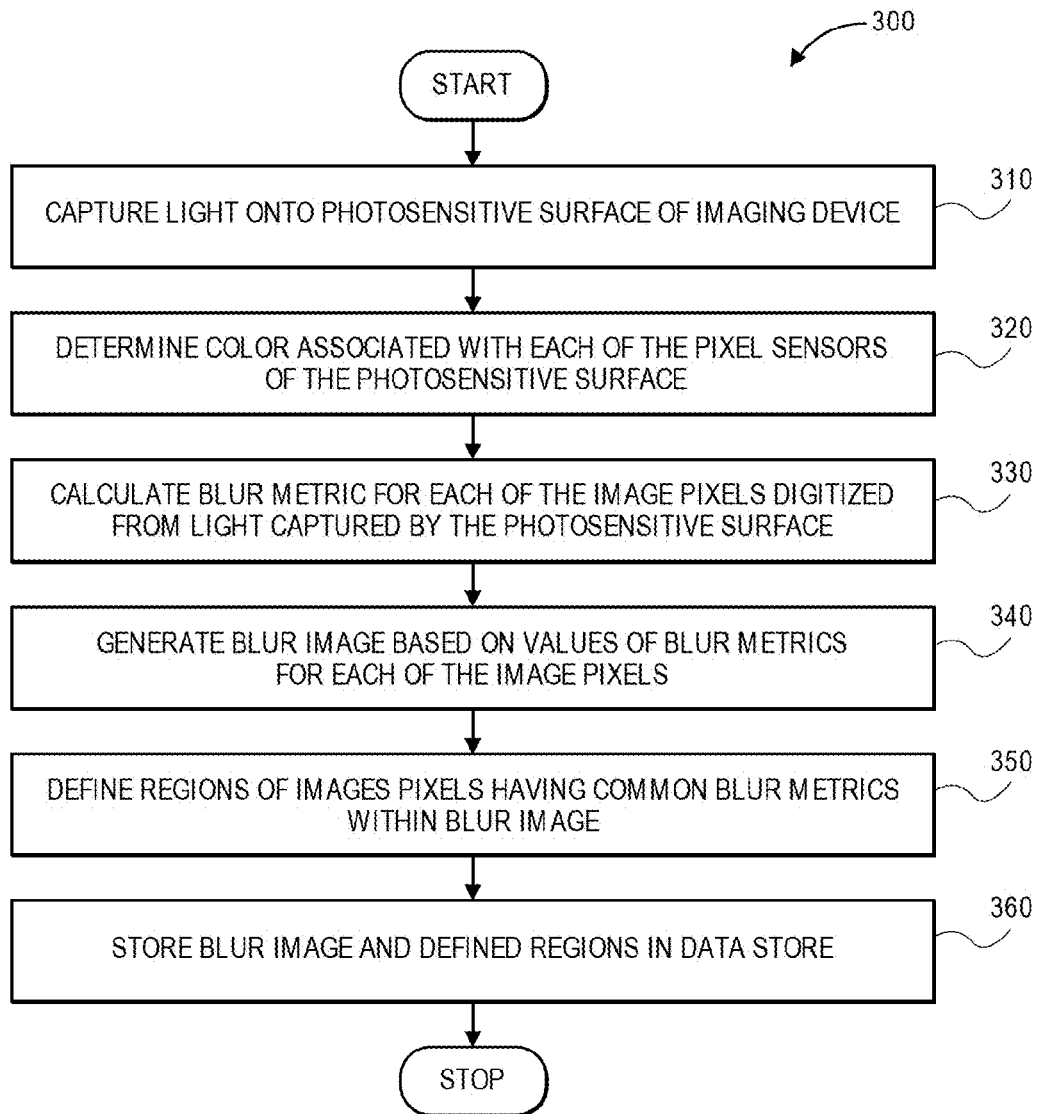 300
START
310
CAPTURE LIGHT ONTO PHOTOSENSITIVE SURFACE OF IMAGING DEVICE
320
DETERMINE COLOR ASSOCIATED WITH EACH OF THE PIXEL SENSORS
OF THE PHOTOSENSITIVE SURFACE
330
CALCULATE BLUR METRIC FOR EACH OF THE IMAGE PIXELS DIGITIZED
FROM LIGHT CAPTURED BY THE PHOTOSENSITIVE SURFACE
340
GENERATE BLUR IMAGE BASED ON VALUES OF BLUR METRICS
FOR EACH OF THE IMAGE PIXELS
350
DEFINE REGIONS OF IMAGES PIXELS HAVING COMMON BLUR METRICS
WITHIN BLUR IMAGE
360
STORE BLUR IMAGE AND DEFINED REGIONS IN DATA STORE
STOP